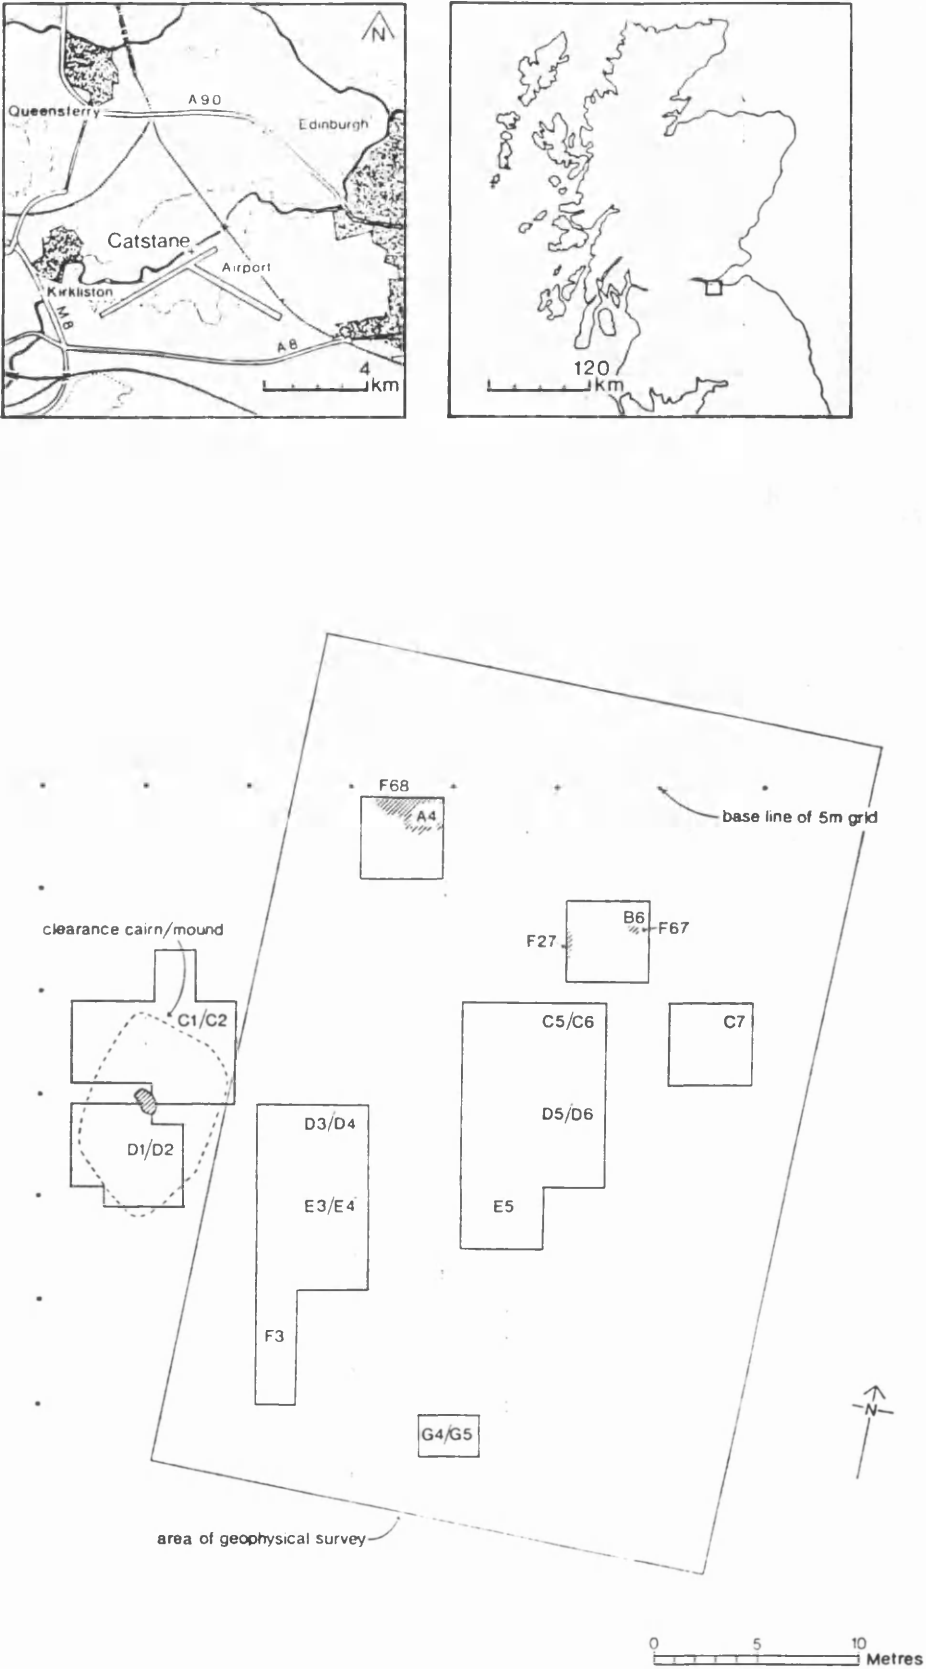 N
A90
Queensferry
Edinburgh
Catstane
Airport
Kirkliston
M8
A8
4
km
120
km
F68
A4
base line of 5m grid
clearance cairn/mound
B6
F67
F27
C1/C2
C5/C6
C7
D3/D4
D5/D6
D1/D2
E3/E4
E5
F3
N
G4/G5
area of geophysical survey
0 5 10
Metres